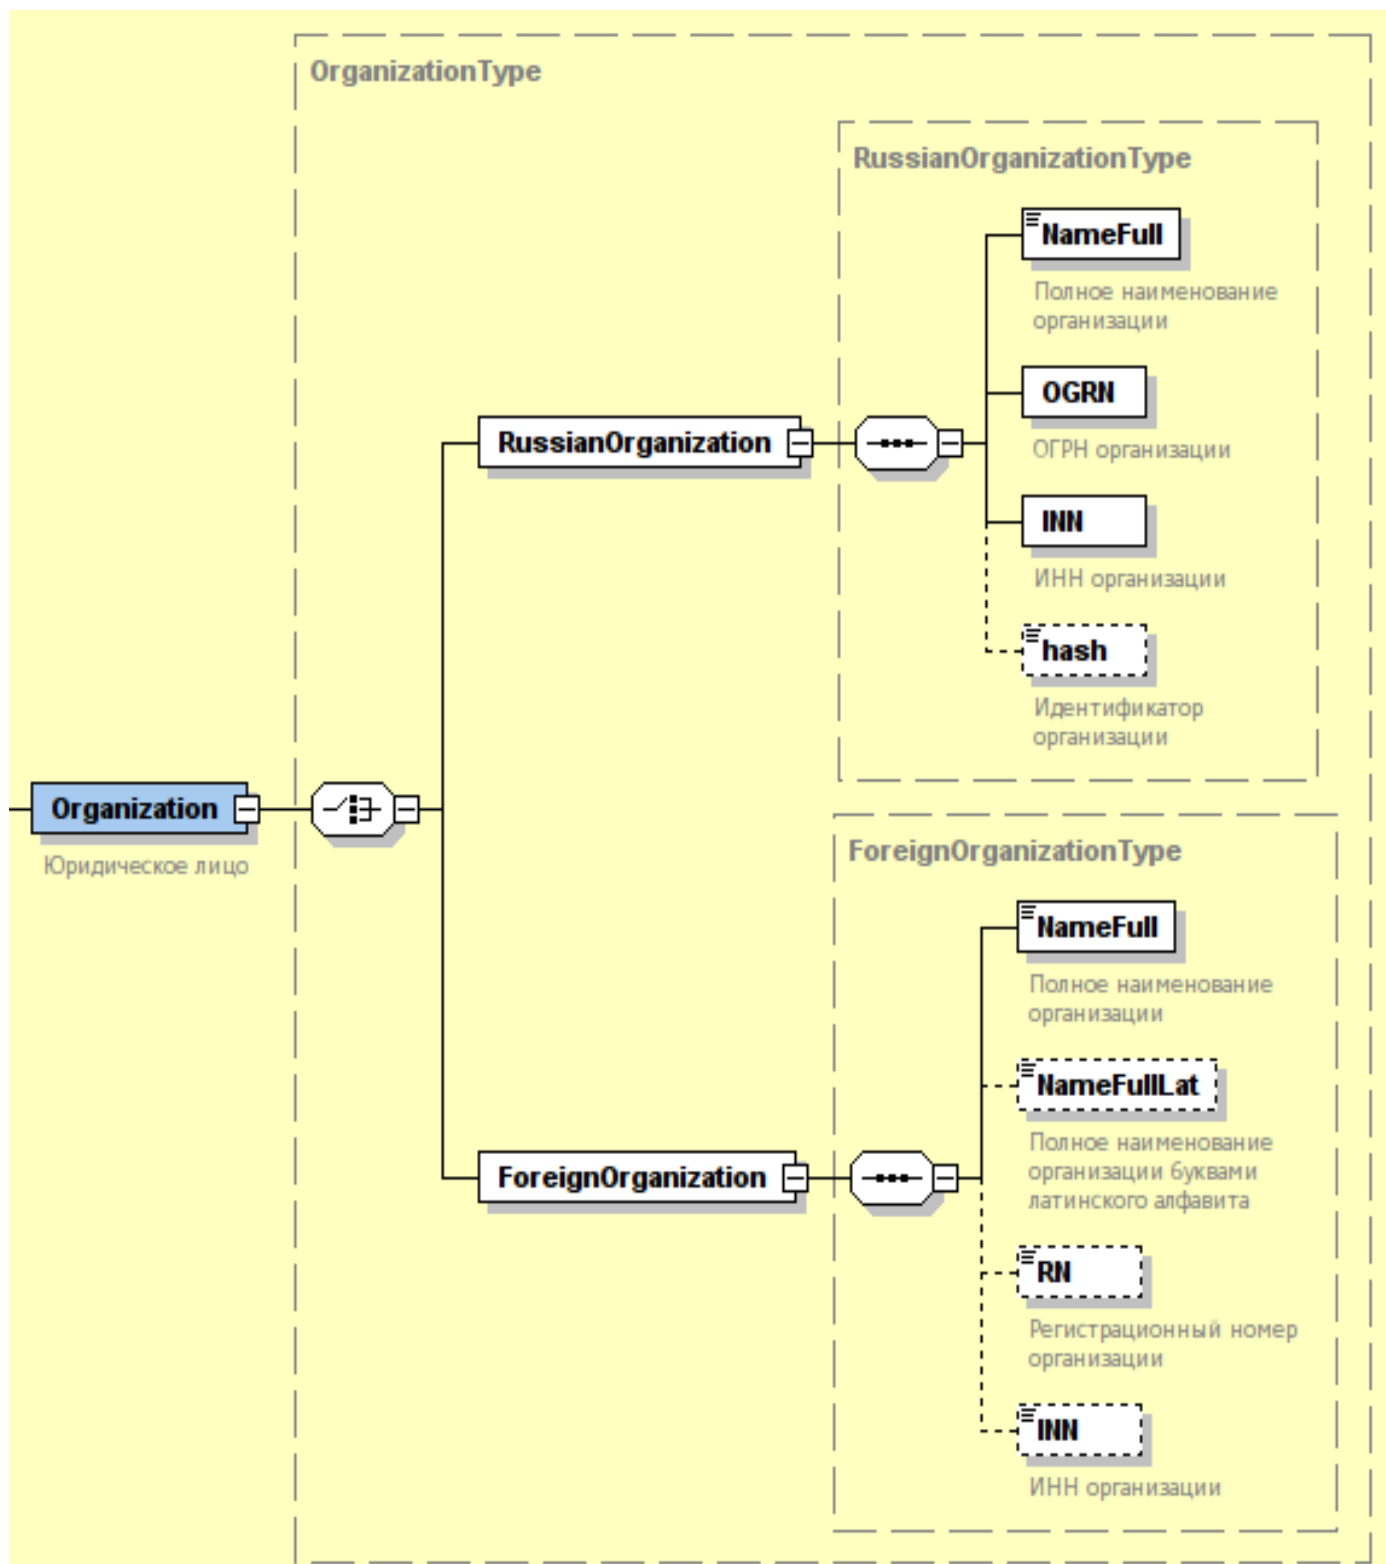 OrganizationType
RussianOrganizationType
NameFull
Полное наименование
организации
OGRN
ОГРН организации
RussianOrganization
INN
ИНН организации
hash
Идентификатор
организации
Organization
Юридическое лицо
ForeignOrganizationType
NameFull
Полное наименование
организации
NameFullLat
Полное наименование
организации буквами
латинского алфавита
ForeignOrganization
RN
Регистрационный номер
организации
INN
ИНН организации